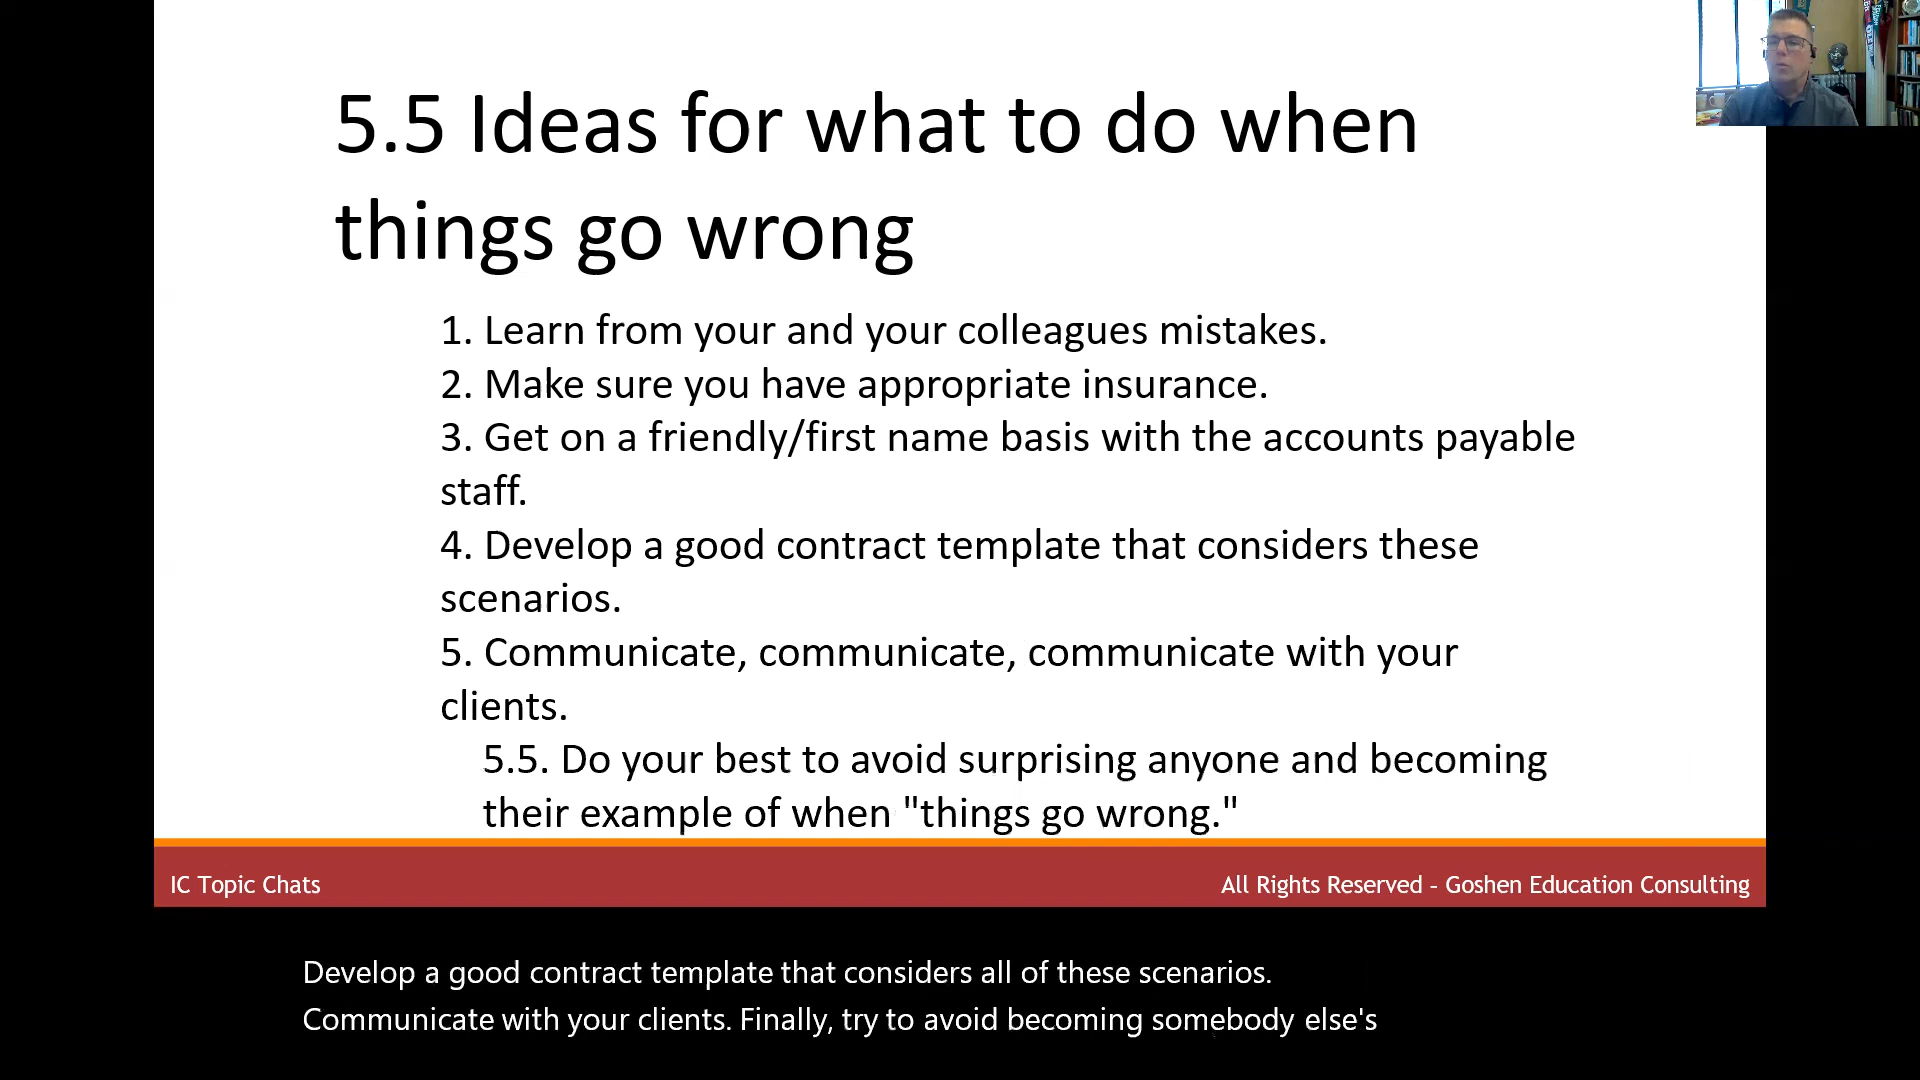 5.5 Ideas for what to do when
things go wrong
1. Learn from your and your colleagues mistakes.
2. Make sure you have appropriate insurance.
3. Get on a friendly/first name basis with the accounts payable
staff.
4. Develop a good contract template that considers these
scenarios.
5. Communicate, communicate, communicate with your
clients.
5.5. Do your best to avoid surprising anyone and becoming
their example of when "things go wrong."
IC Topic Chats
All Rights Reserved – Goshen Education Consulting
Develop a good contract template that considers all of these scenarios.
Communicate with your clients. Finally, try to avoid becoming somebody else's